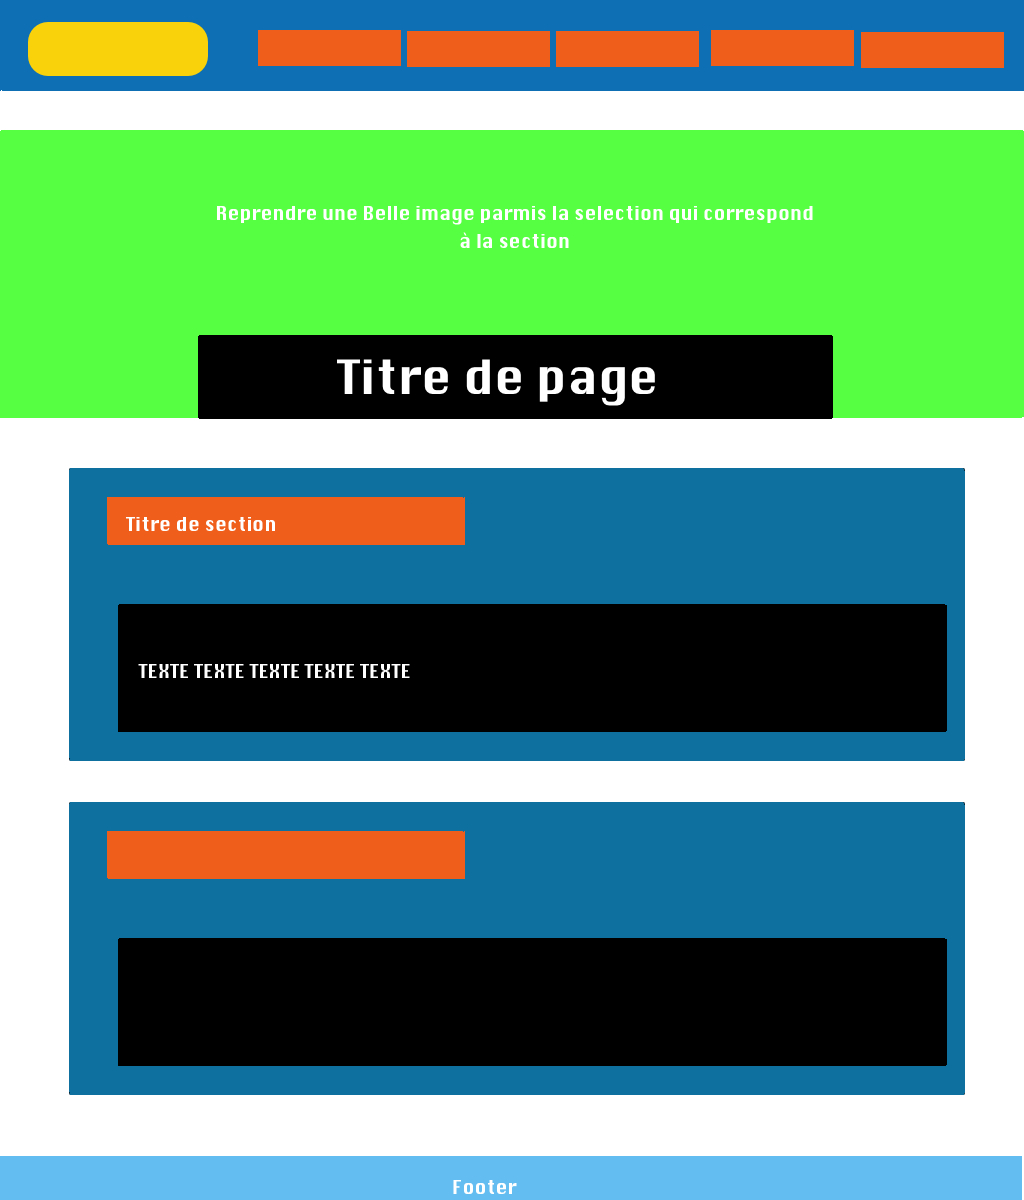 Reprendre une Belle image parmis la selection qui correspond
à la section
Titre de page
Titre de section
TEXTE TEXTE TEXTE TEXTE TEXTE
Footer